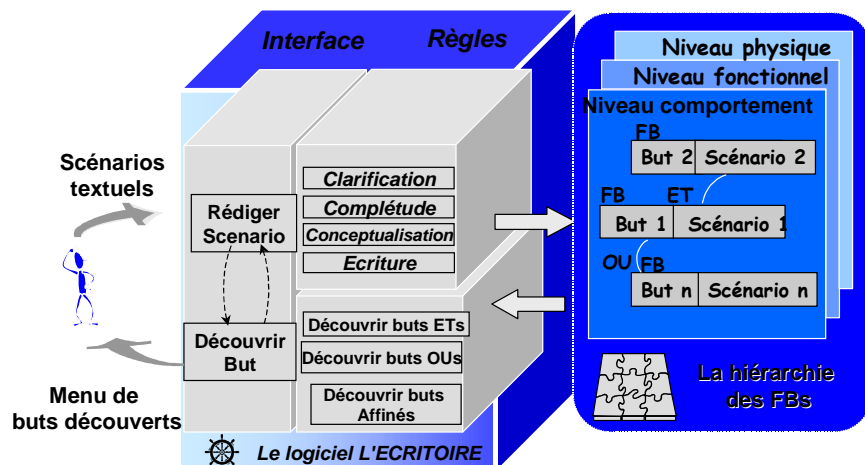 Interface
Règles
Scénarios
textuels
Rédiger
Scenario
Découvrir
But
Menu de
buts découverts
Clarification
Complétude
Conceptualisation
Ecriture
Découvrir buts ETs
Découvrir buts OUs
Découvrir buts
Affinés
Le logiciel L'ECRITOIRE
Niveau physique
Niveau fonctionnel
Niveau comportement
FB
But 2 Scénario 2
FB ET
But 1 Scénario 1
OU FB
But n Scénario n
La hiérarchie
des FBs